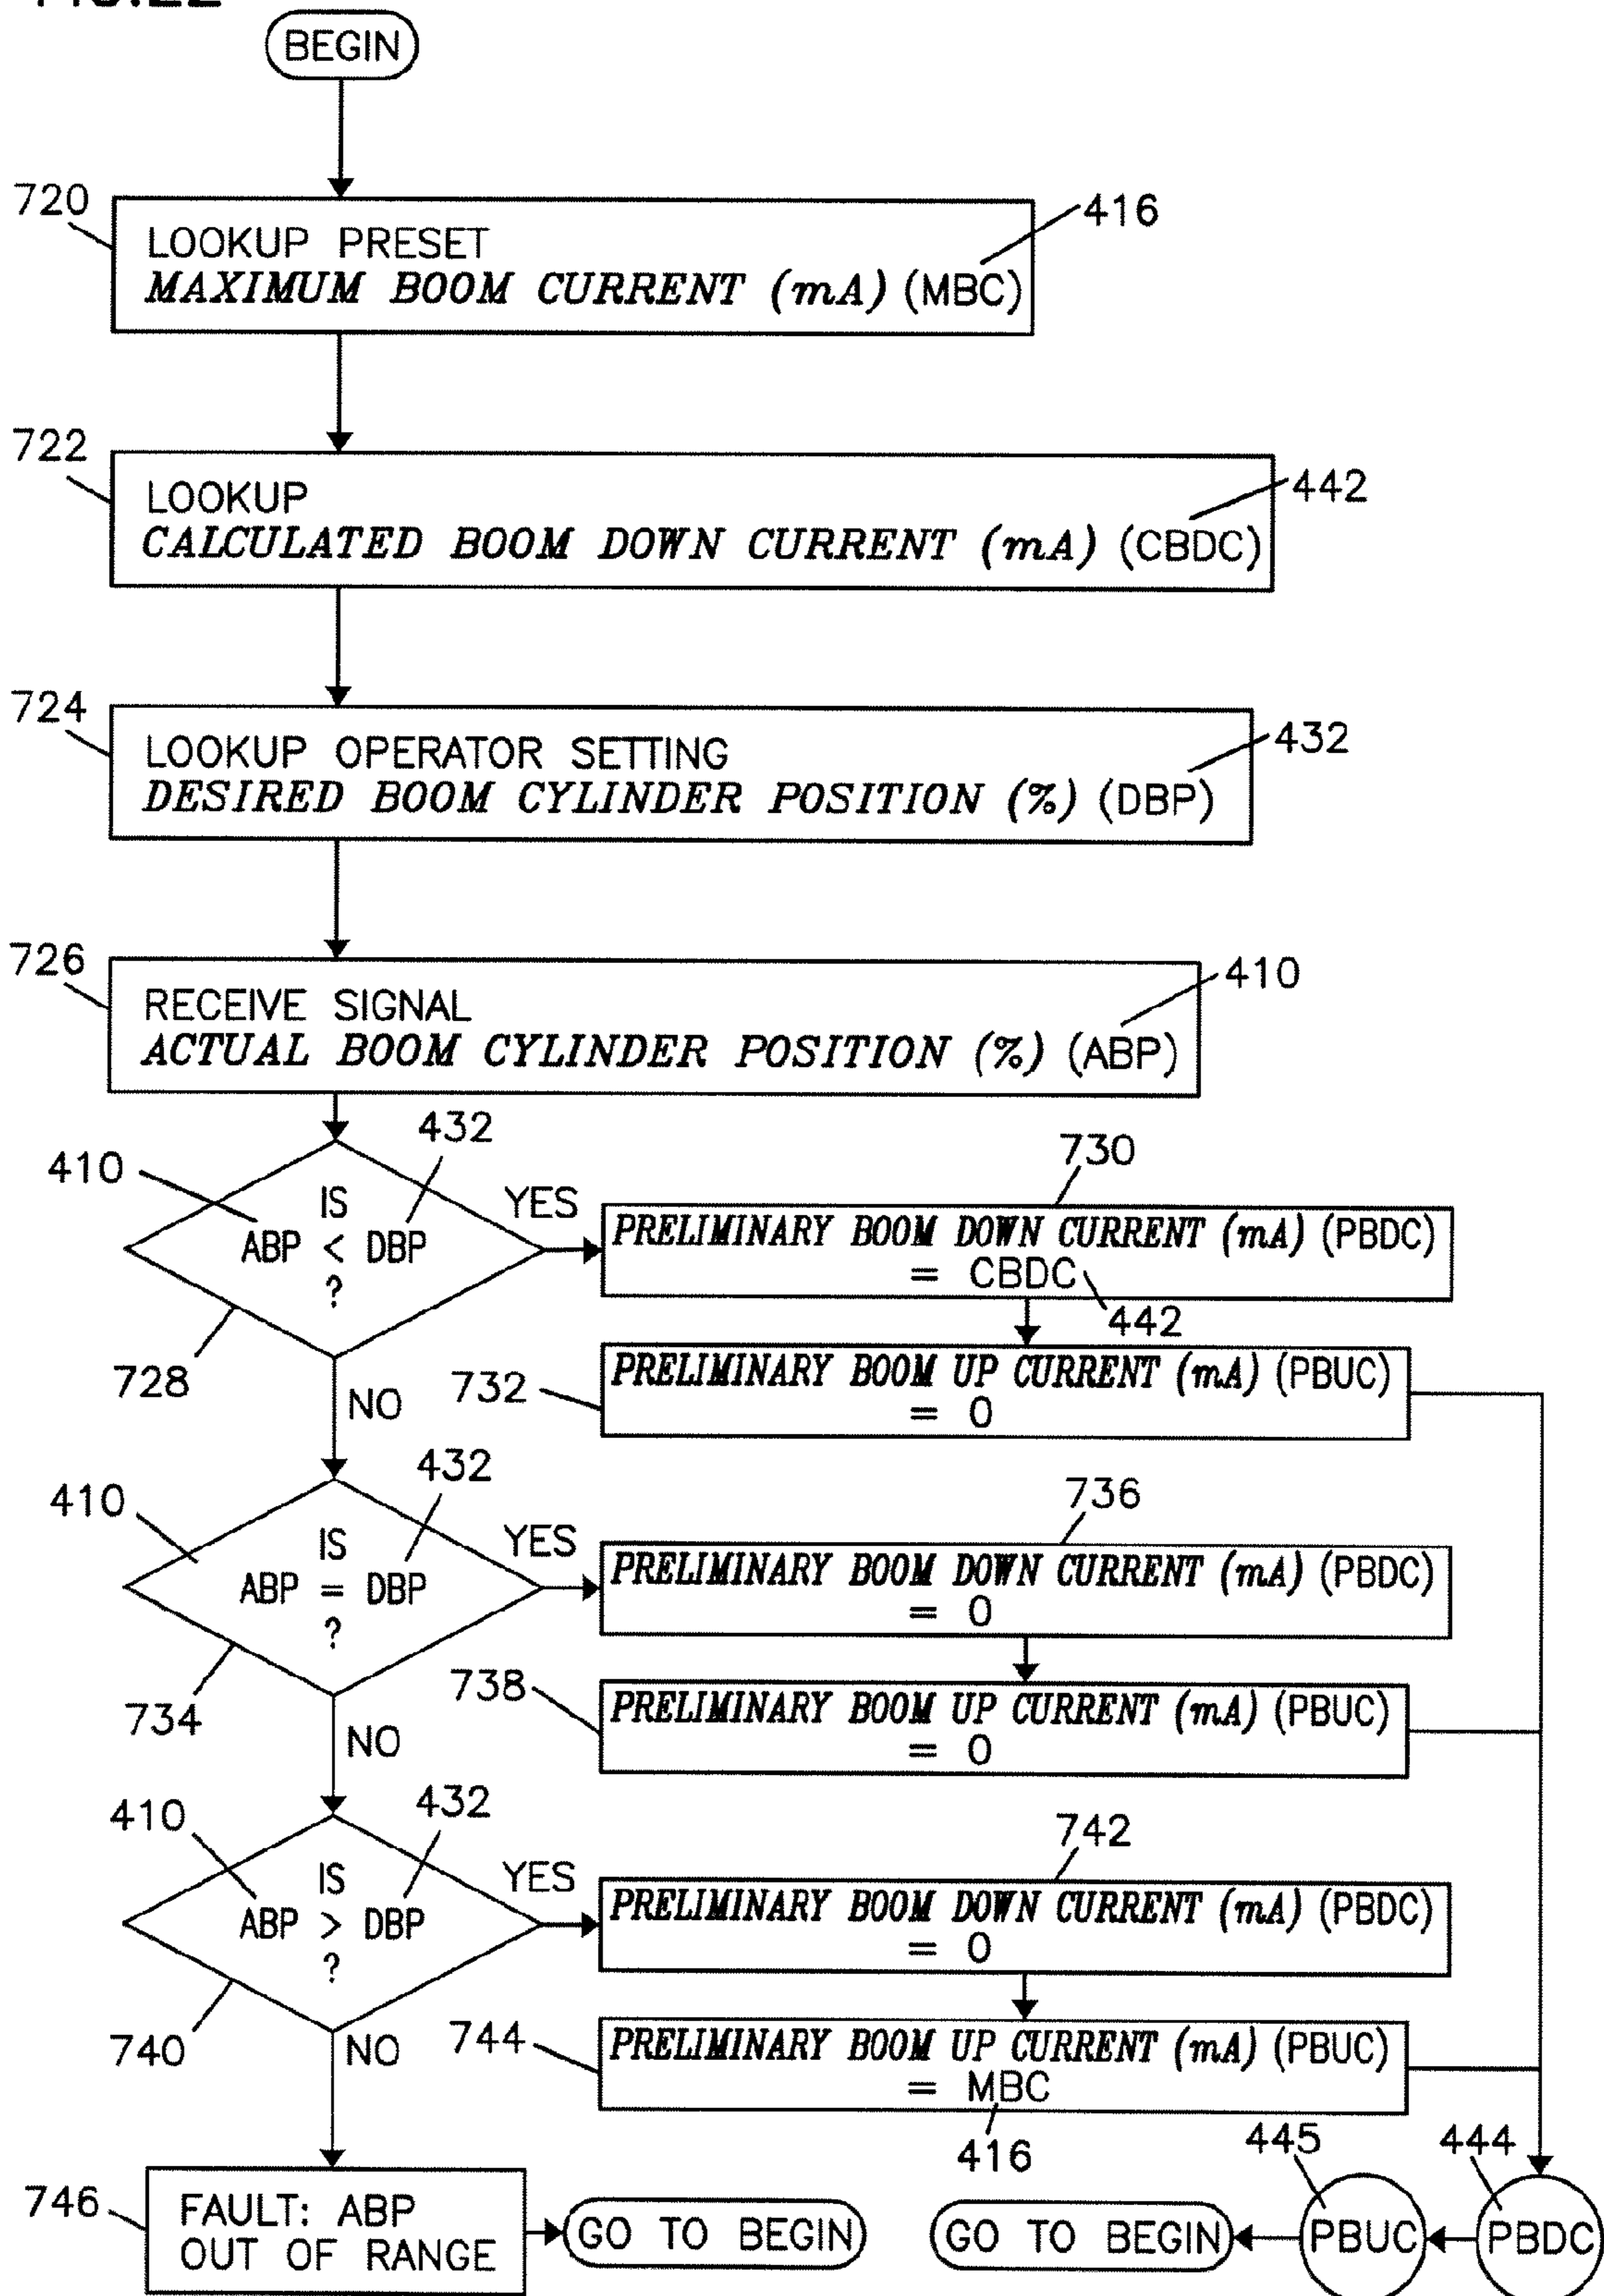 BEGIN
720
416
LOOKUP PRESET
MAXIMUM BOOM CURRENT (mA) (MBC)
722
442
LOOKUP
CALCULATED BOOM DOWN CURRENT (mA) (CBDC)
724
432
LOOKUP OPERATOR SETTING
DESIRED BOOM CYLINDER POSITION (%) (DBP)
726
410
RECEIVE SIGNAL
ACTUAL BOOM CYLINDER POSITION (%) (ABP)
410
432
IS
ABP < DBP
?
728
YES
NO
730
PRELIMINARY BOOM DOWN CURRENT (mA) (PBDC)
= CBDC
442
732
PRELIMINARY BOOM UP CURRENT (mA) (PBUC)
= 0
410
432
IS
ABP = DBP
?
734
YES
NO
736
PRELIMINARY BOOM DOWN CURRENT (mA) (PBDC)
= 0
738
PRELIMINARY BOOM UP CURRENT (mA) (PBUC)
= 0
410
432
IS
ABP > DBP
?
740
YES
NO
742
PRELIMINARY BOOM DOWN CURRENT (mA) (PBDC)
= 0
744
PRELIMINARY BOOM UP CURRENT (mA) (PBUC)
= MBC
416
746
FAULT: ABP
OUT OF RANGE
GO TO BEGIN
GO TO BEGIN
445
PBUC
444
PBDC